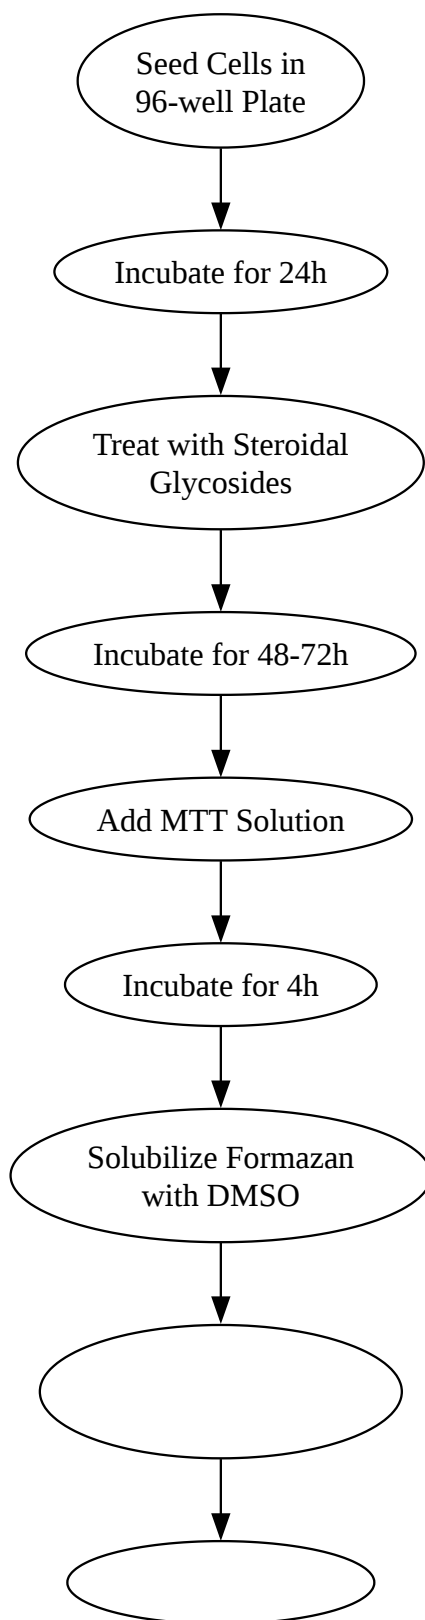 Seed Cells in
96-well Plate
Incubate for 24h
Treat with Steroidal
Glycosides
Incubate for 48-72h
Add MTT Solution
Incubate for 4h
Solubilize Formazan
with DMSO